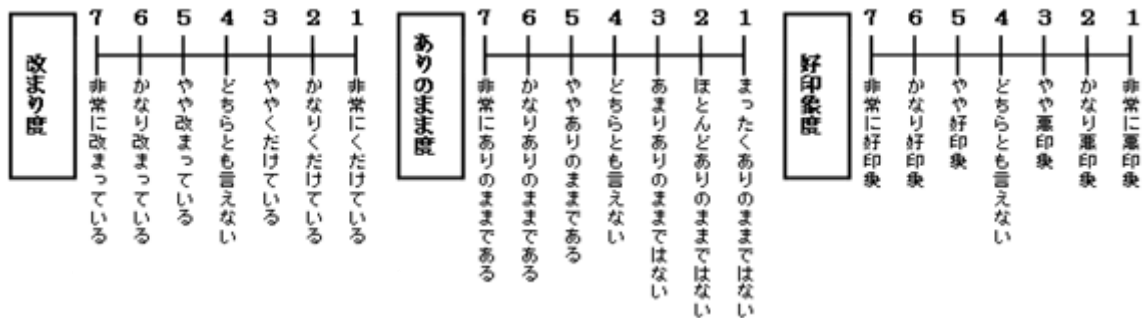 改まり度
7 6 5 4 3 2 1
非常に改まっている
かなり改まっている
やや改まっている
どちらとも言えない
ややくだけている
かなりくだけている
非常にくだけている
ありのまま度
7 6 5 4 3 2 1
非常にありのままである
かなりありのままである
ややありのままである
どちらとも言えない
あまりありのままではない
ほとんどありのままではない
まったくありのままではない
好印象度
7 6 5 4 3 2 1
非常に好印象
かなり好印象
やや好印象
どちらとも言えない
やや悪印象
かなり悪印象
非常に悪印象